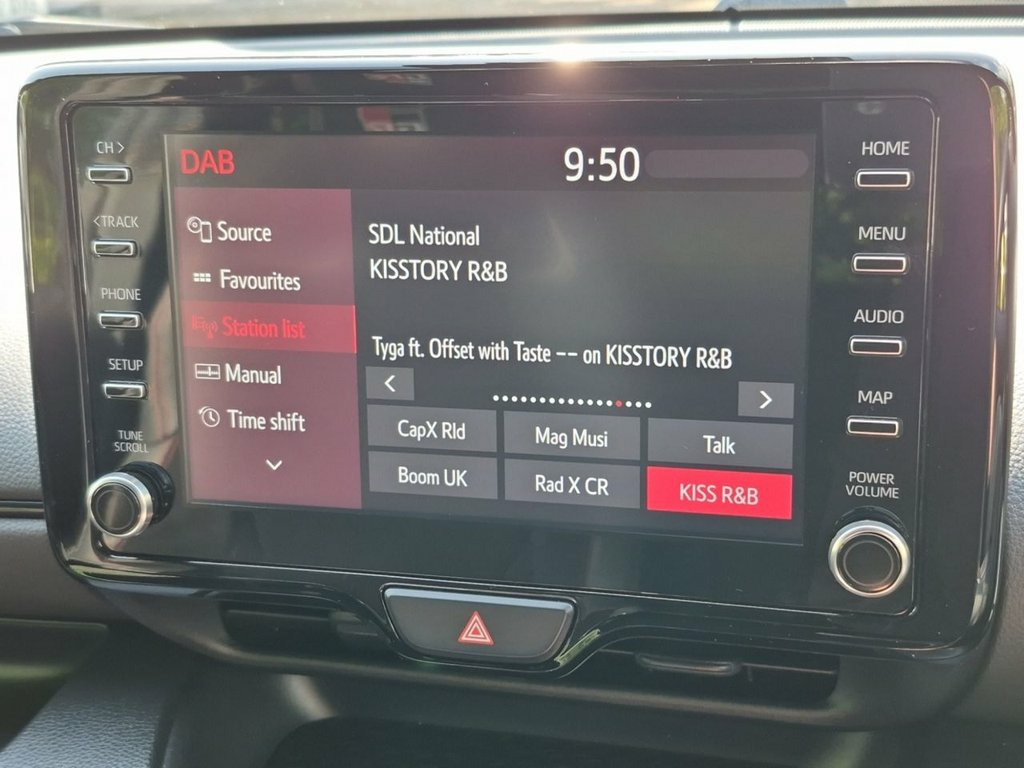 CH >
<TRACK
PHONE
SETUP
TUNE
SCROLL
DAB
9:50
Source
Favourites
Station list
Manual
Time shift
SDL National
KISSTORY R&B
Tyga ft. Offset with Taste -- on KISSTORY R&B
< >
CapX Rld Mag Musi Talk
Boom UK Rad X CR KISS R&B
HOME
MENU
AUDIO
MAP
POWER
VOLUME